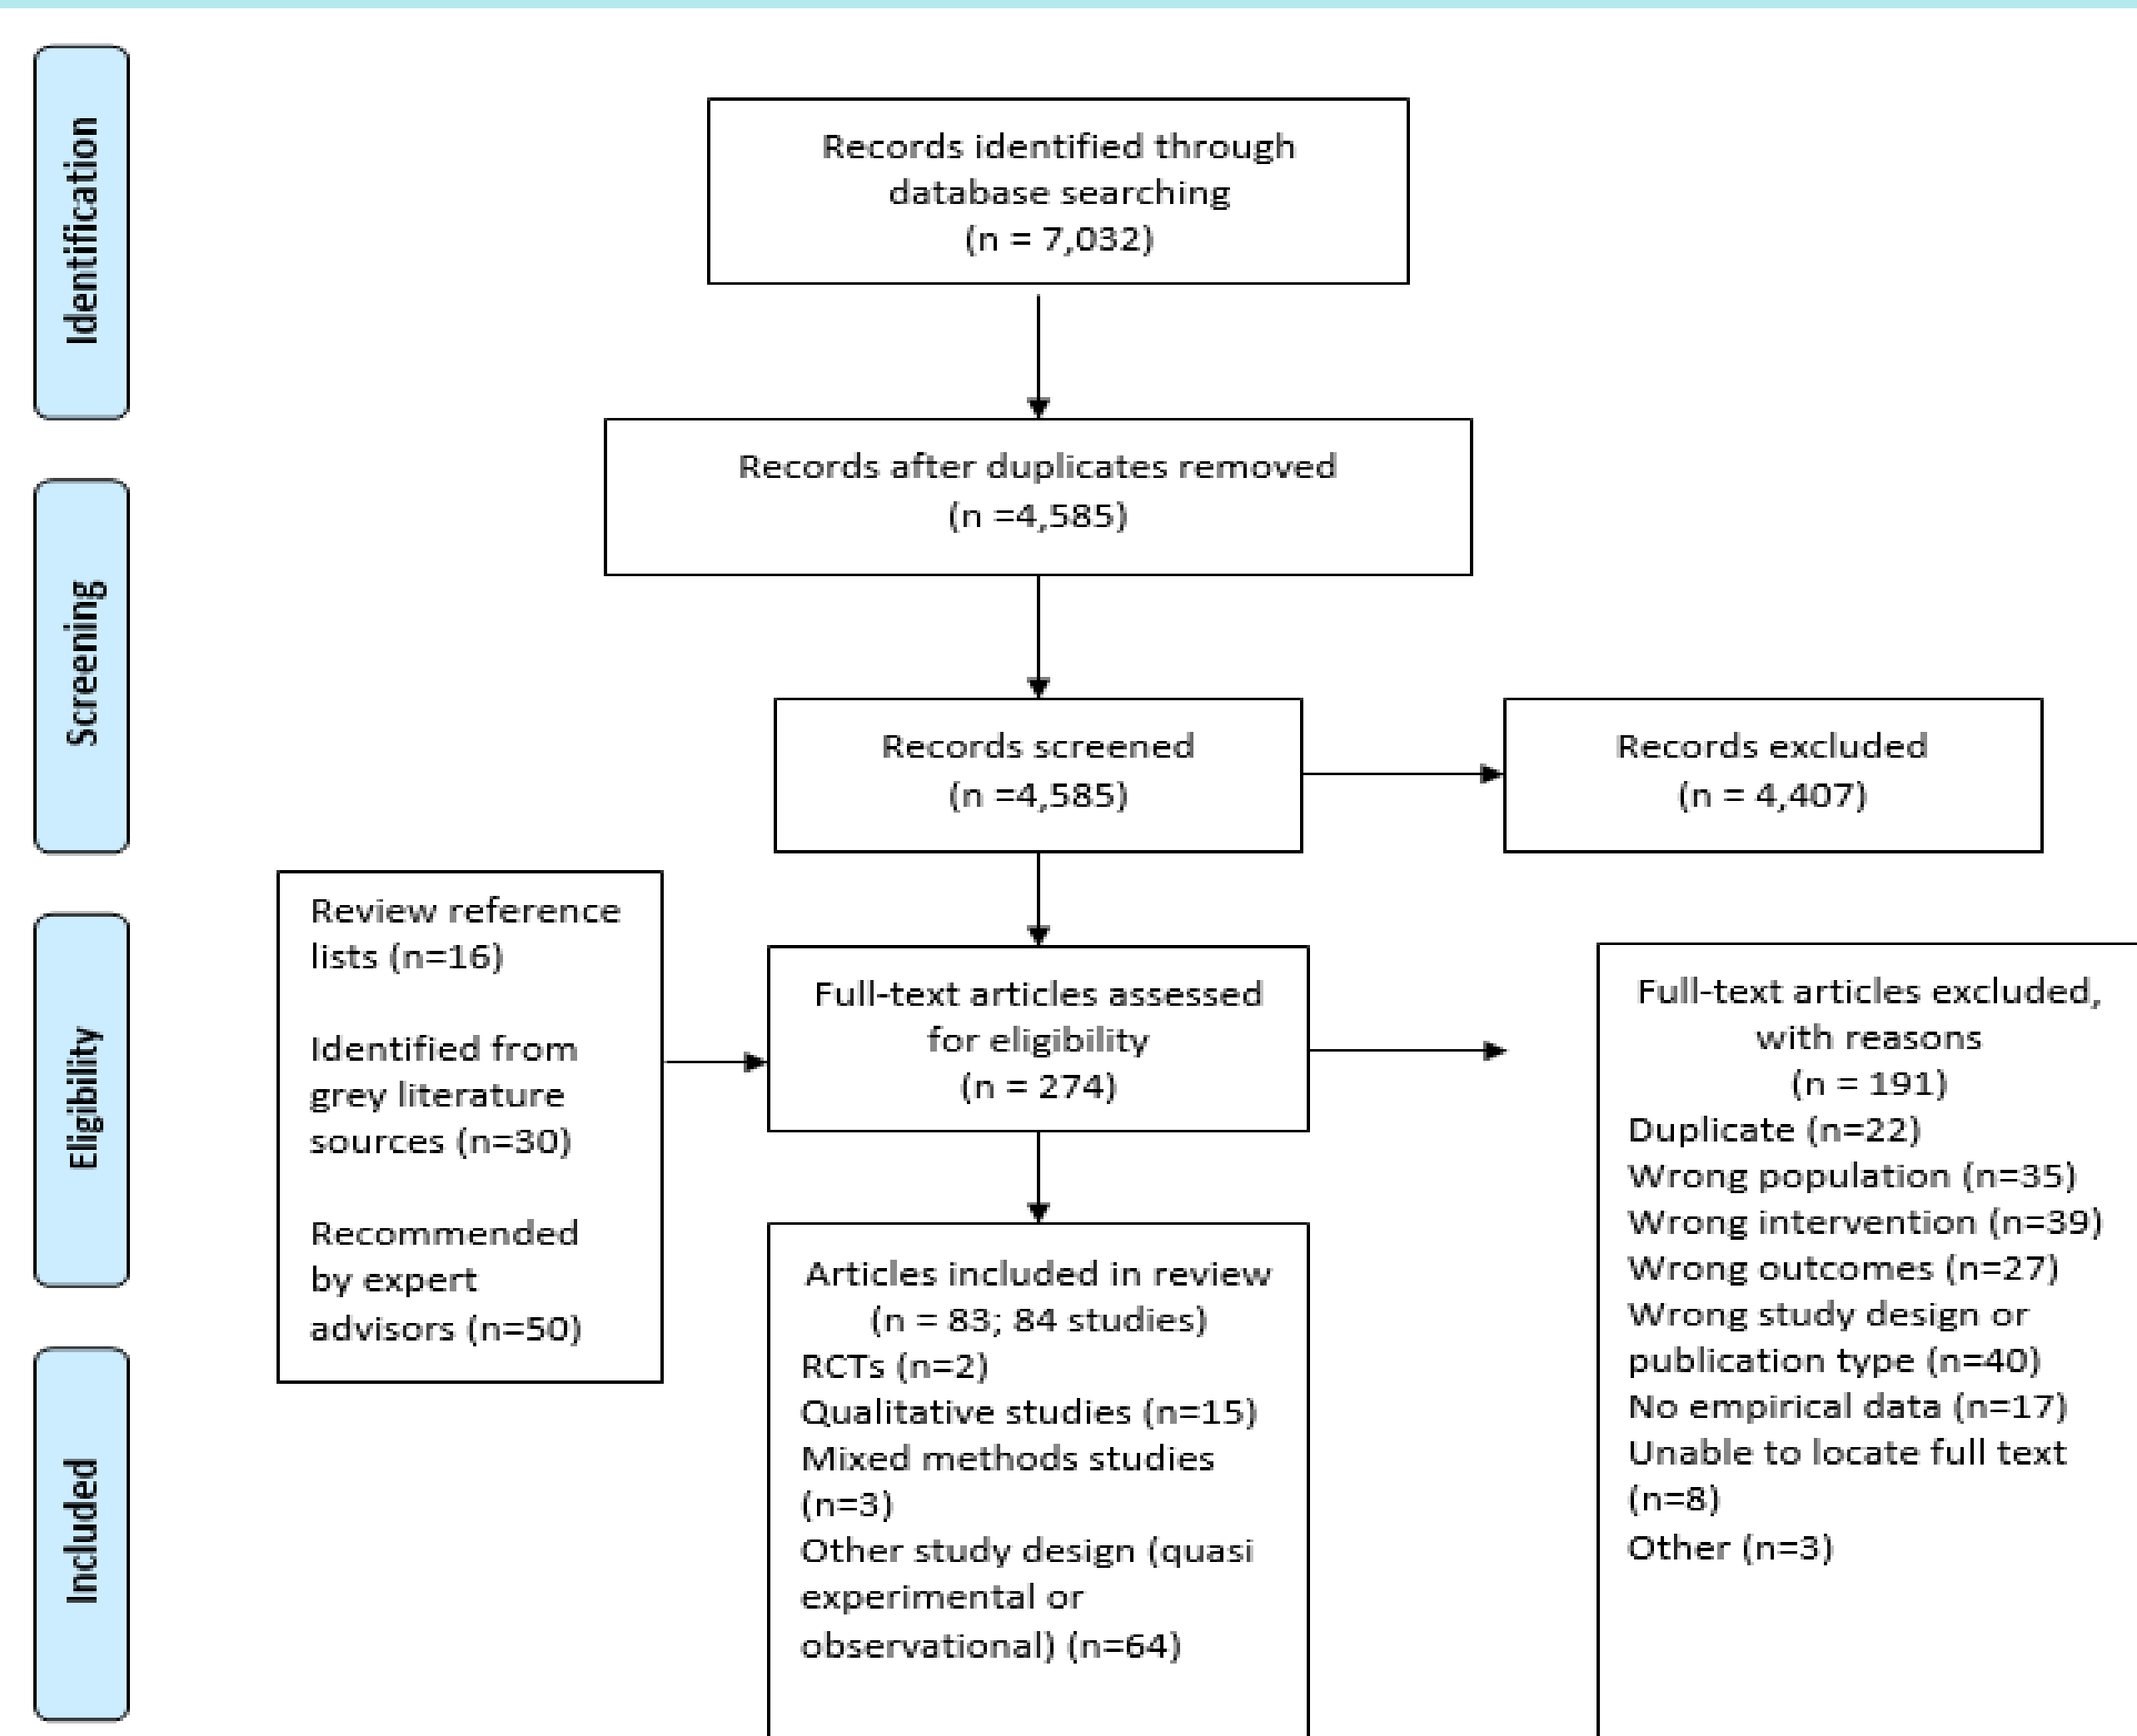 Identification
Records identified through
database searching
(n = 7,032)
Records after duplicates removed
(n =4,585)
Screening
Records screened
(n =4,585)
Records excluded
(n = 4,407)
Eligibility
Review reference
lists (n=16)
Identified from
grey literature
sources (n=30)
Recommended
by expert
advisors (n=50)
Full-text articles assessed
for eligibility
(n = 274)
Full-text articles excluded,
with reasons
(n = 191)
Duplicate (n=22)
Wrong population (n=35)
Wrong intervention (n=39)
Wrong outcomes (n=27)
Wrong study design or
publication type (n=40)
No empirical data (n=17)
Unable to locate full text
(n=8)
Other (n=3)
Included
Articles included in review
(n = 83; 84 studies)
RCTs (n=2)
Qualitative studies (n=15)
Mixed methods studies
(n=3)
Other study design (quasi
experimental or
observational) (n=64)